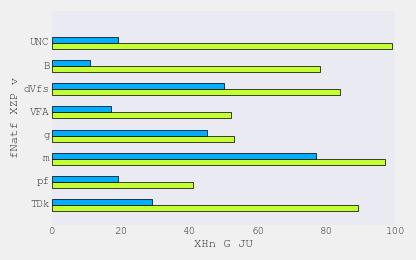 UNC
B
dVfs
VFA
g
m
pf
TDk
fNatf XZP v
0 20 40 60 80 100
XHn G JU